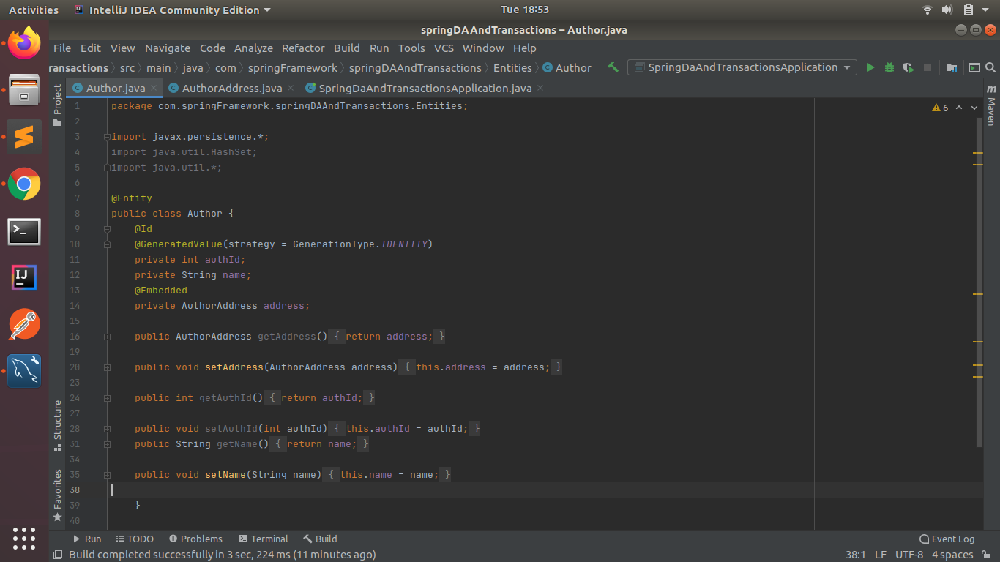 Activities IntelliJ IDEA Community Edition Tue 18:53
springDAAndTransactions – Author.java
File Edit View Navigate Code Analyze Refactor Build Run Tools VCS Window Help
ransactions src main java com springFramework springDAAndTransactions Entities Author SpringDaAndTransactionsApplication
Author.java AuthorAddress.java SpringDaAndTransactionsApplication.java
Project
Structure
Favorites
Maven
6
1 package com.springFramework.springDAAndTransactions.Entities;
2
3 import javax.persistence.*;
4 import java.util.HashSet;
5 import java.util.*;
6
7 @Entity
8 public class Author {
9 @Id
10 @GeneratedValue(strategy = GenerationType.IDENTITY)
11 private int authId;
12 private String name;
13 @Embedded
14 private AuthorAddress address;
15
16 public AuthorAddress getAddress() { return address; }
19
20 public void setAddress(AuthorAddress address) { this.address = address; }
23
24 public int getAuthId() { return authId; }
27
28 public void setAuthId(int authId) { this.authId = authId; }
31 public String getName() { return name; }
34
35 public void setName(String name) { this.name = name; }
38
39 }
40
Run TODO Problems Terminal Build Event Log
Build completed successfully in 3 sec, 224 ms (11 minutes ago) 38:1 LF UTF-8 4 spaces